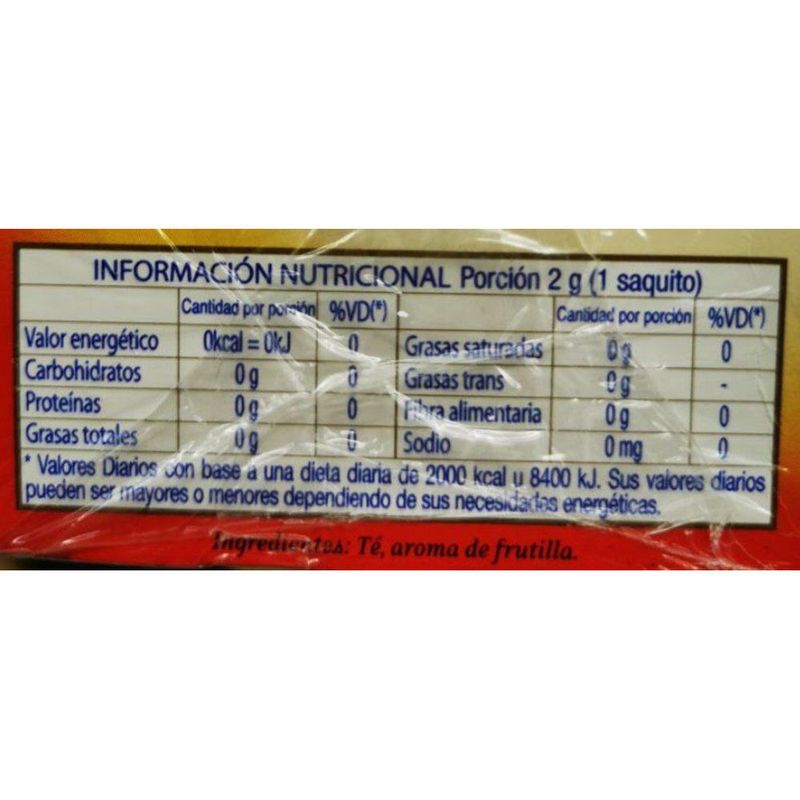 INFORMACIÓN NUTRICIONAL Porción 2 g (1 saquito)
Cantidad por porción %VD(*) Cantidad por porción %VD(*)
Valor energético 0kcal = 0kJ 0 Grasas saturadas 0 g 0
Carbohidratos 0 g 0 Grasas trans 0 g -
Proteínas 0 g 0 Fibra alimentaria 0 g 0
Grasas totales 0 g 0 Sodio 0 mg 0
* Valores Diarios con base a una dieta diaria de 2000 kcal u 8400 kJ. Sus valores diarios
pueden ser mayores o menores dependiendo de sus necesidades energéticas.
Ingredientes: Té, aroma de frutilla.